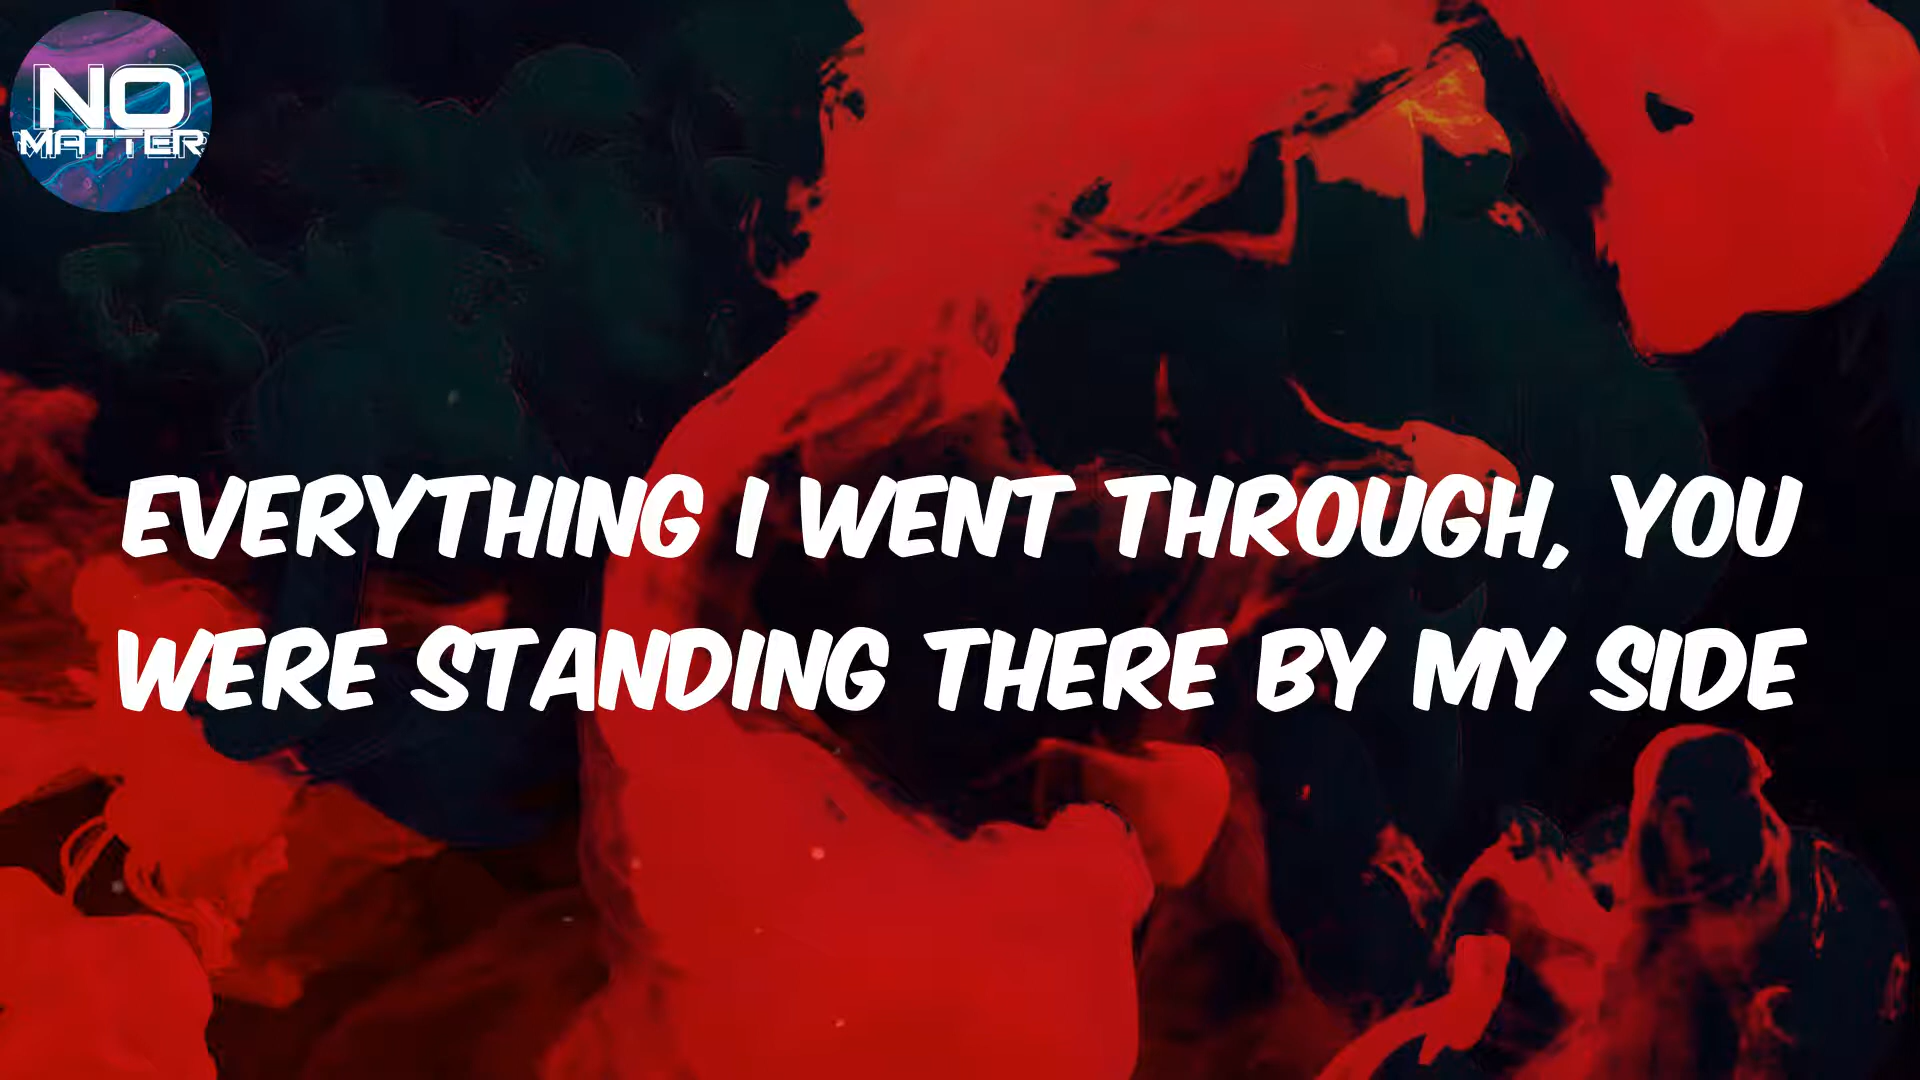 NO
MATTER
EVERYTHING I WENT THROUGH, YOU
WERE STANDING THERE BY MY SIDE